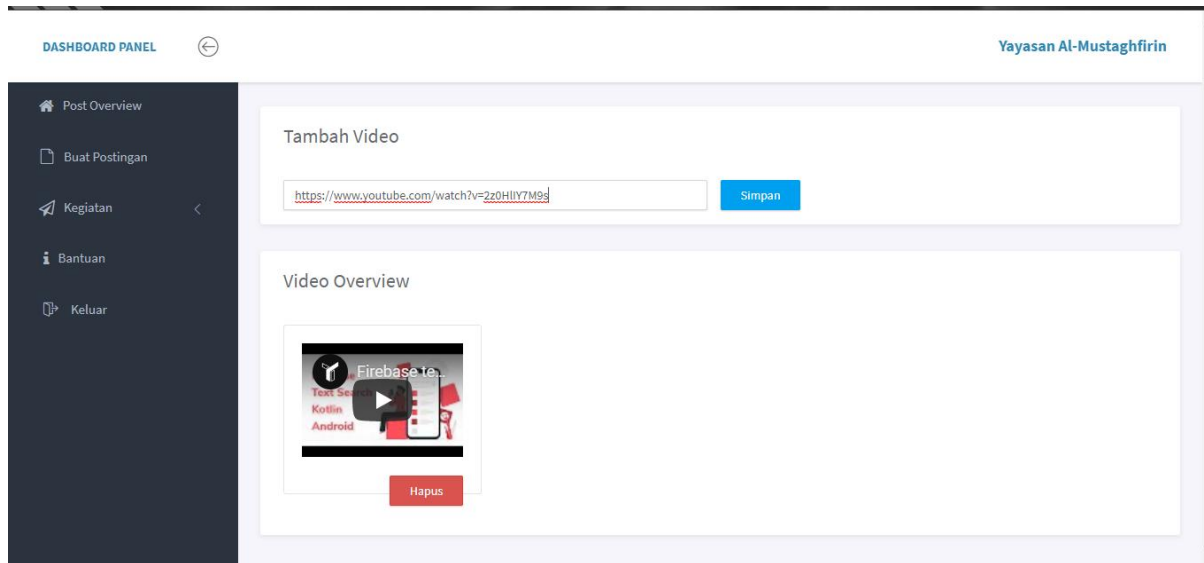 DASHBOARD PANEL
Yayasan Al-Mustaghfirin
Post Overview
Buat Postingan
Kegiatan
Bantuan
Keluar
Tambah Video
https://www.youtube.com/watch?v=2z0HlIY7M9s
Simpan
Video Overview
Firebase te...
Text Search
Kotlin
Android
Hapus